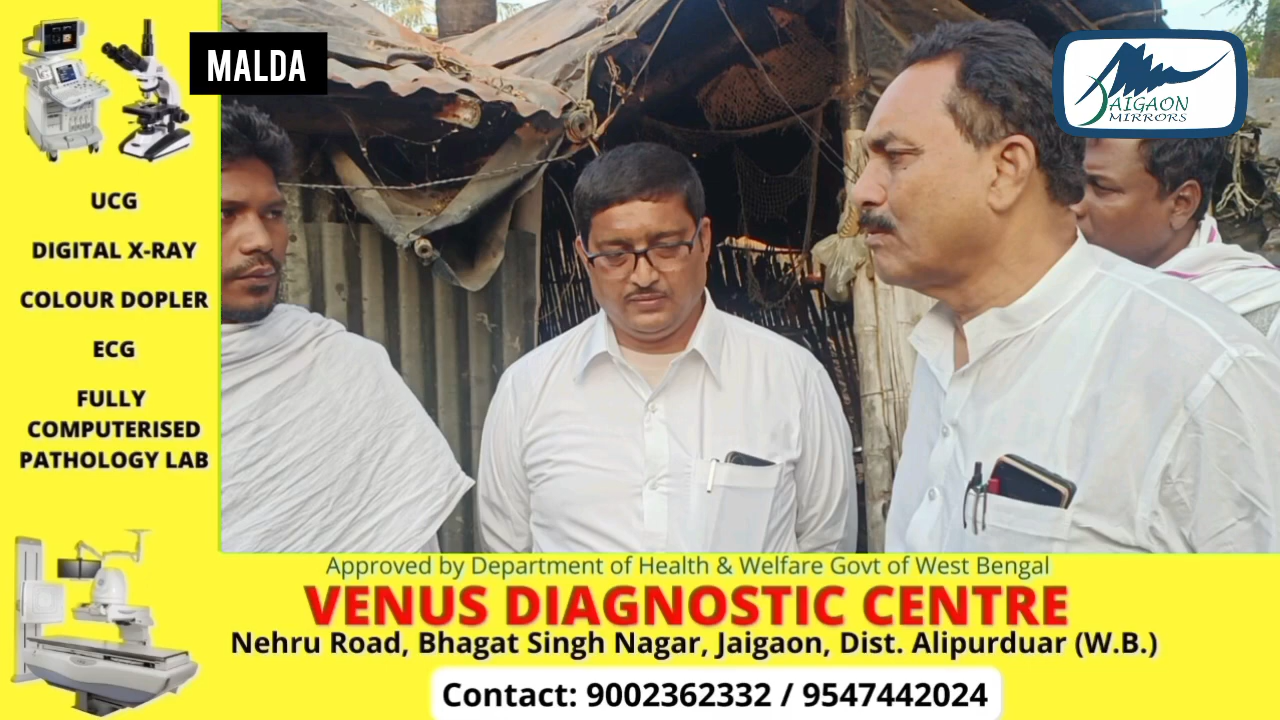 MALDA
JAIGAON
MIRRORS
UCG
DIGITAL X-RAY
COLOUR DOPLER
ECG
FULLY
COMPUTERISED
PATHOLOGY LAB
Approved by Department of Health & Welfare Govt of West Bengal
VENUS DIAGNOSTIC CENTRE
Nehru Road, Bhagat Singh Nagar, Jaigaon, Dist. Alipurduar (W.B.)
Contact: 9002362332 / 9547442024